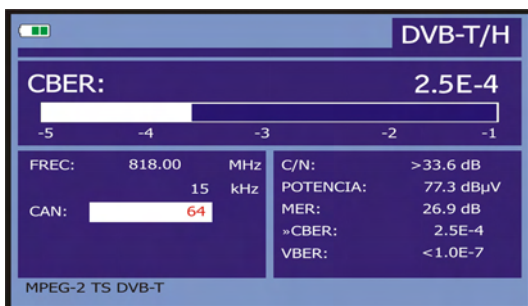 DVB-T/H
CBER: 2.5E-4
-5 -4 -3 -2 -1
FREC: 818.00 MHz
15 kHz
CAN: 64
C/N: >33.6 dB
POTENCIA: 77.3 dBµV
MER: 26.9 dB
»CBER: 2.5E-4
VBER: <1.0E-7
MPEG-2 TS DVB-T